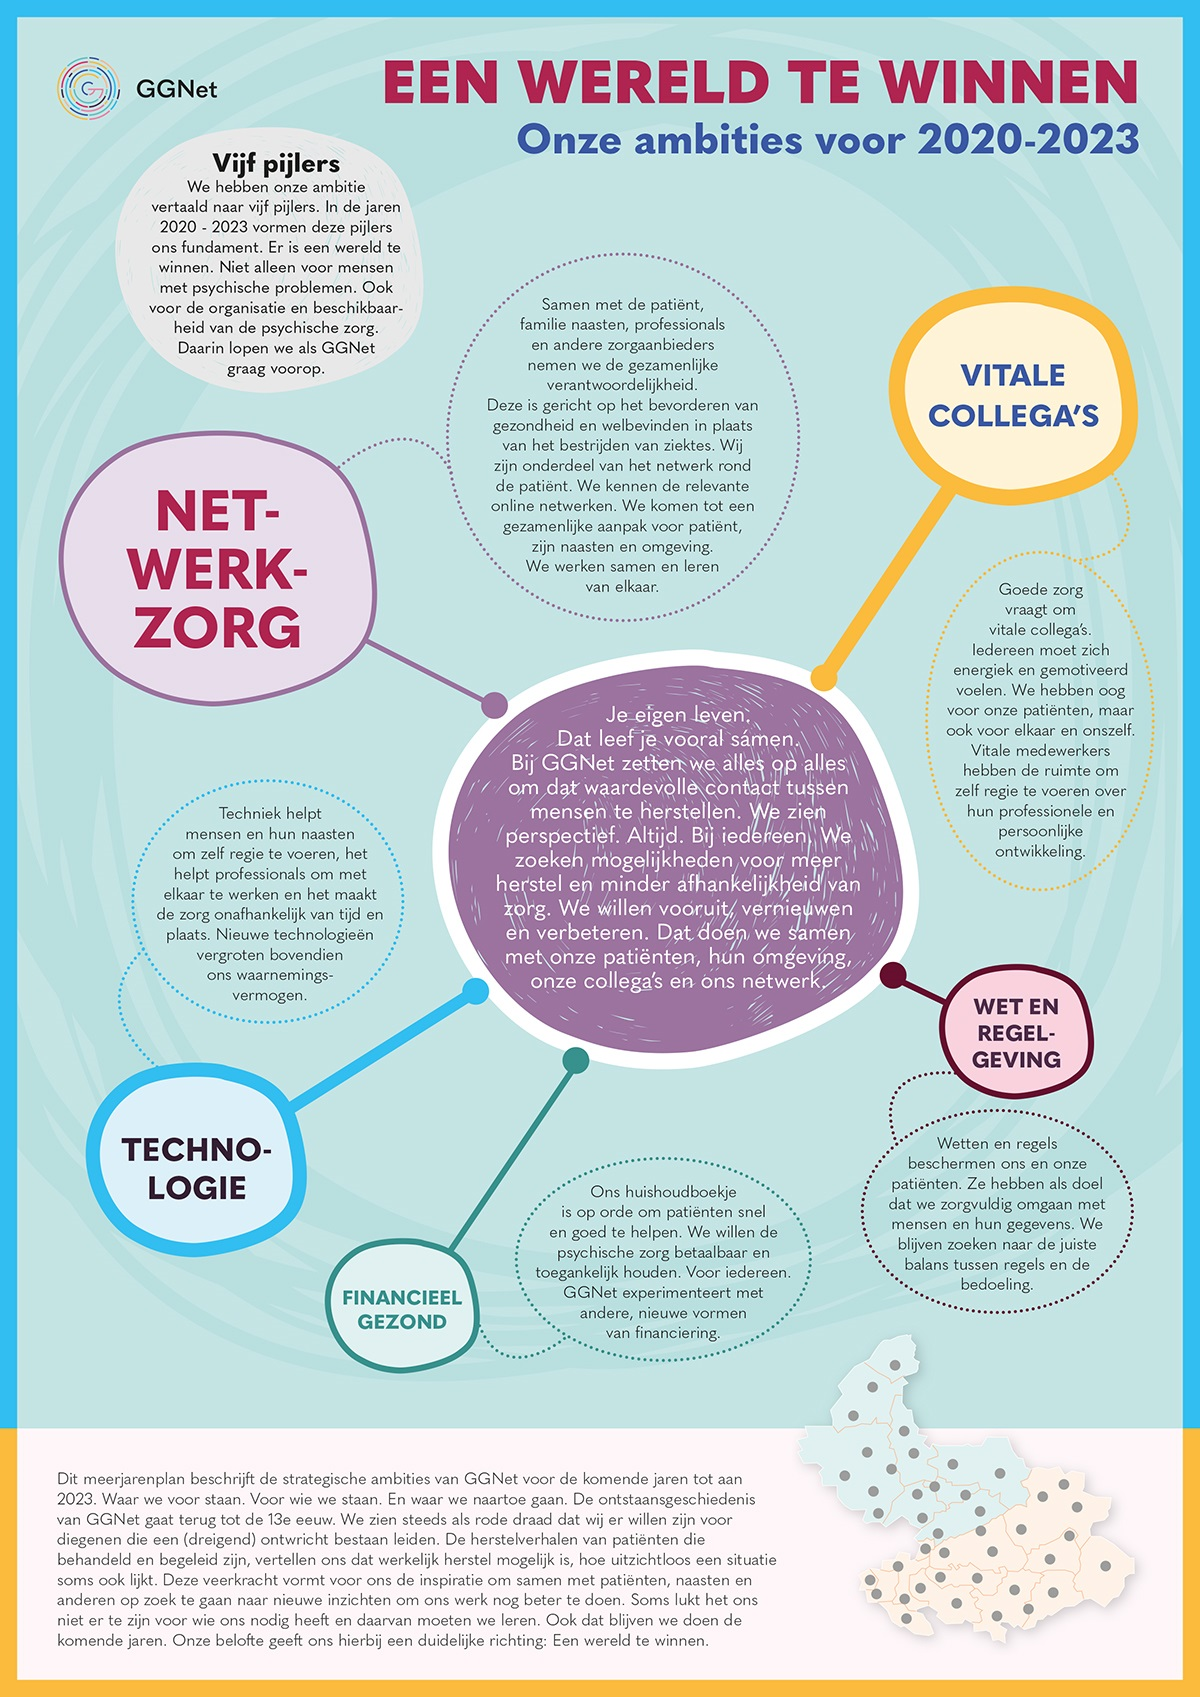 GGNet
EEN WERELD TE WINNEN
Onze ambities voor 2020-2023
Vijf pijlers
We hebben onze ambitie
vertaald naar vijf pijlers. In de jaren
2020 - 2023 vormen deze pijlers
ons fundament. Er is een wereld te
winnen. Niet alleen voor mensen
met psychische problemen. Ook
voor de organisatie en beschikbaar-
heid van de psychische zorg.
Daarin lopen we als GGNet
graag voorop.
NET-
WERK-
ZORG
Samen met de patiënt,
familie naasten, professionals
en andere zorgaanbieders
nemen we de gezamenlijke
verantwoordelijkheid.
Deze is gericht op het bevorderen van
gezondheid en welbevinden in plaats
van het bestrijden van ziektes. Wij
zijn onderdeel van het netwerk rond
de patiënt. We kennen de relevante
online netwerken. We komen tot een
gezamenlijke aanpak voor patiënt,
zijn naasten en omgeving.
We werken samen en leren
van elkaar.
VITALE
COLLEGA'S
Goede zorg
vraagt om
vitale collega's.
Iedereen moet zich
energiek en gemotiveerd
voelen. We hebben oog
voor onze patiënten, maar
ook voor elkaar en onszelf.
Vitale medewerkers
hebben de ruimte om
zelf regie te voeren over
hun professionele en
persoonlijke
ontwikkeling.
Je eigen leven.
Dat leef je vooral sámen.
Bij GGNet zetten we alles op alles
om dat waardevolle contact tussen
mensen te herstellen. We zien
perspectief. Altijd. Bij iedereen. We
zoeken mogelijkheden voor meer
herstel en minder afhankelijkheid van
zorg. We willen vooruit, vernieuwen
en verbeteren. Dat doen we samen
met onze patiënten, hun omgeving,
onze collega's en ons netwerk.
Techniek helpt
mensen en hun naasten
om zelf regie te voeren, het
helpt professionals om met
elkaar te werken en het maakt
de zorg onafhankelijk van tijd en
plaats. Nieuwe technologieën
vergroten bovendien
ons waarnemings-
vermogen.
TECHNO-
LOGIE
WET EN
REGEL-
GEVING
Wetten en regels
beschermen ons en onze
patiënten. Ze hebben als doel
dat we zorgvuldig omgaan met
mensen en hun gegevens. We
blijven zoeken naar de juiste
balans tussen regels en de
bedoeling.
FINANCIEEL
GEZOND
Ons huishoudboekje
is op orde om patiënten snel
en goed te helpen. We willen de
psychische zorg betaalbaar en
toegankelijk houden. Voor iedereen.
GGNet experimenteert met
andere, nieuwe vormen
van financiering.
Dit meerjarenplan beschrijft de strategische ambities van GGNet voor de komende jaren tot aan
2023. Waar we voor staan. Voor wie we staan. En waar we naartoe gaan. De ontstaansgeschiedenis
van GGNet gaat terug tot de 13e eeuw. We zien steeds als rode draad dat wij er willen zijn voor
diegenen die een (dreigend) ontwricht bestaan leiden. De herstelverhalen van patiënten die
behandeld en begeleid zijn, vertellen ons dat werkelijk herstel mogelijk is, hoe uitzichtloos een situatie
soms ook lijkt. Deze veerkracht vormt voor ons de inspiratie om samen met patiënten, naasten en
anderen op zoek te gaan naar nieuwe inzichten om ons werk nog beter te doen. Soms lukt het ons
niet er te zijn voor wie ons nodig heeft en daarvan moeten we leren. Ook dat blijven we doen de
komende jaren. Onze belofte geeft ons hierbij een duidelijke richting: Een wereld te winnen.